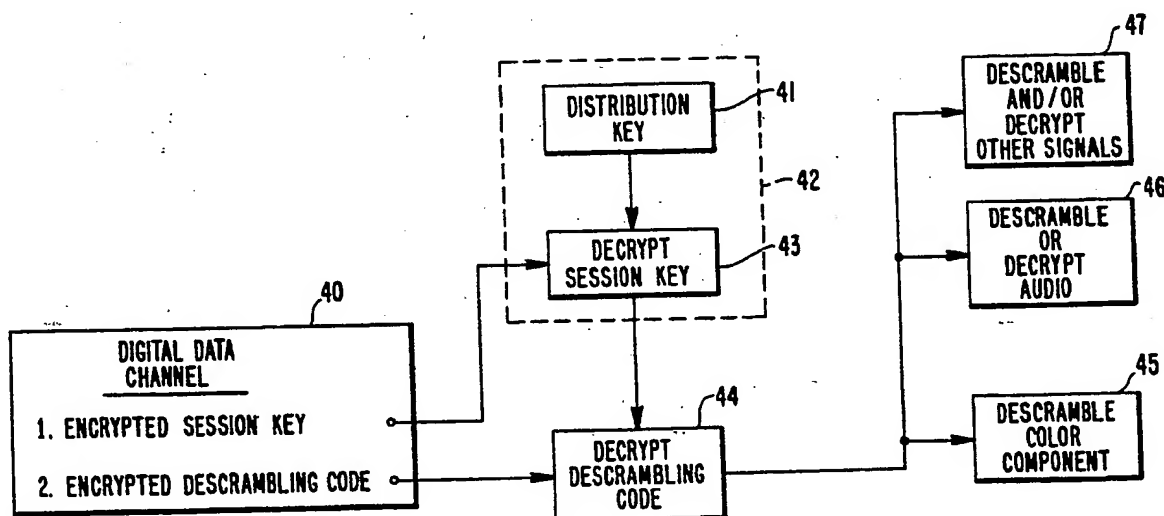 47
DESCRAMBLE
AND/OR
DECRYPT
OTHER SIGNALS
41
DISTRIBUTION
KEY
42
46
DESCRAMBLE
OR
DECRYPT
AUDIO
43
DECRYPT
SESSION KEY
40
DIGITAL DATA
CHANNEL
1. ENCRYPTED SESSION KEY
2. ENCRYPTED DESCRAMBLING CODE
44
DECRYPT
DESCRAMBLING
CODE
45
DESCRAMBLE
COLOR
COMPONENT